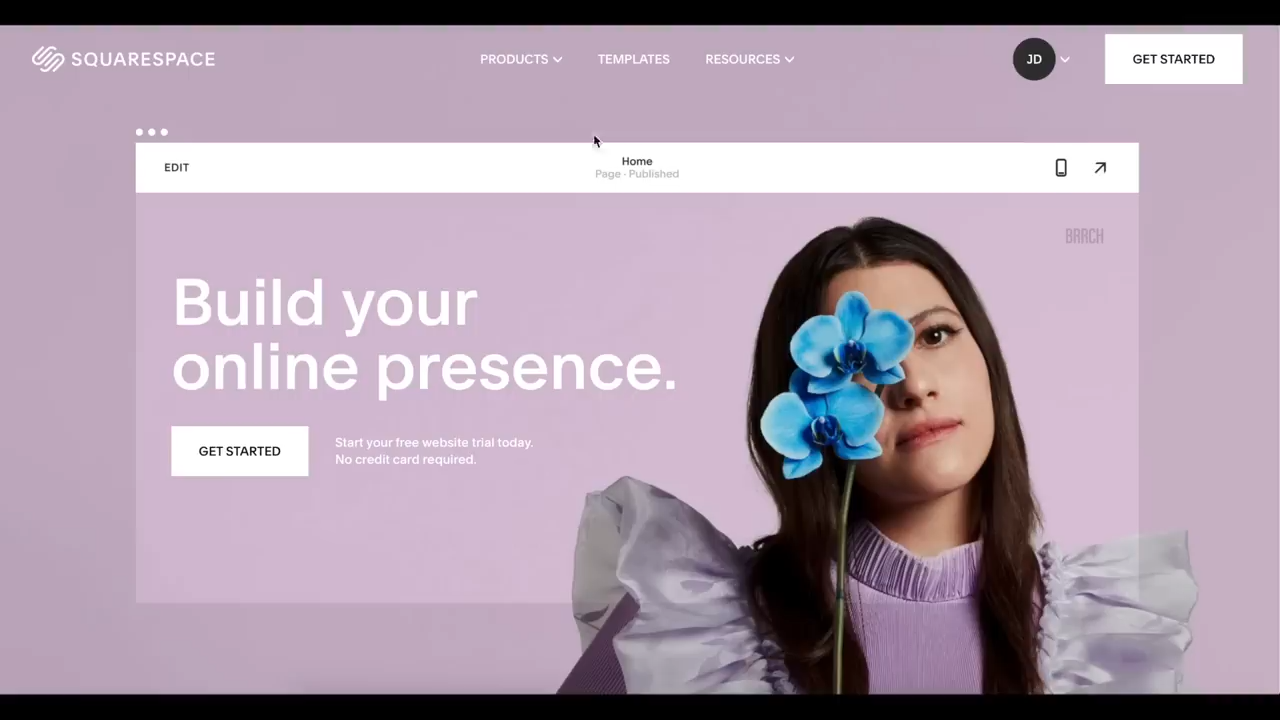 SQUARESPACE
PRODUCTS
TEMPLATES
RESOURCES
JD
GET STARTED
EDIT
Home
Page · Published
BRRCH
Build your
online presence.
GET STARTED
Start your free website trial today.
No credit card required.